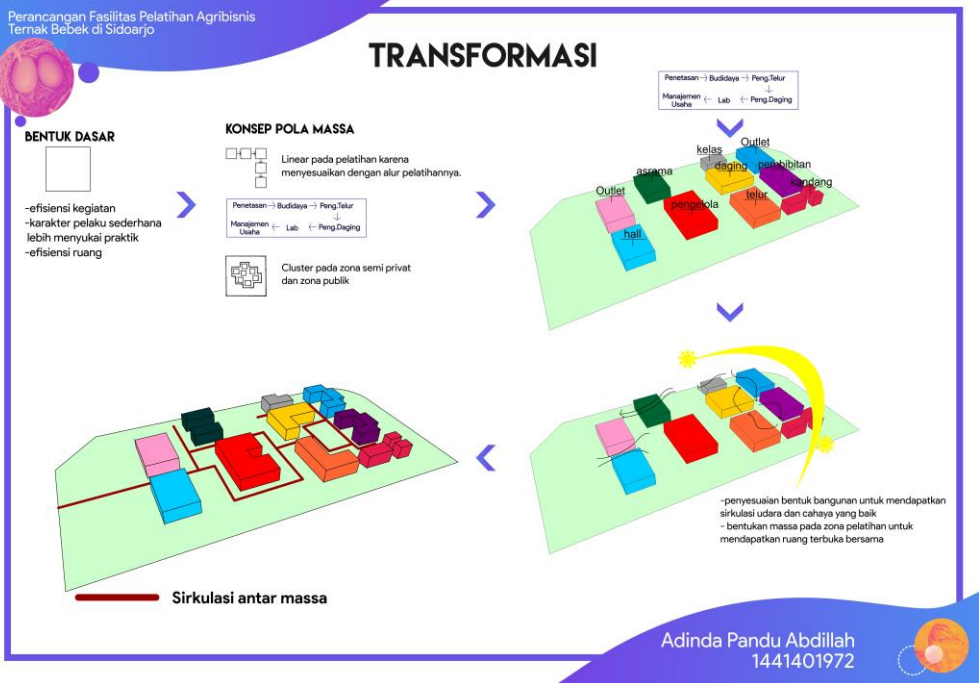 Perancangan Fasilitas Pelatihan Agribisnis
Ternak Bebek di Sidoarjo
TRANSFORMASI
BENTUK DASAR
-efisiensi kegiatan
-karakter pelaku sederhana
lebih menyukai praktik
-efisiensi ruang
KONSEP POLA MASSA
Linear pada pelatihan karena
menyesuaikan dengan alur pelatihannya.
Penetasan → Budidaya → Peng.Telur
↓
Manajemen Usaha ← Lab ← Peng.Daging
Cluster pada zona semi privat
dan zona publik
Penetasan → Budidaya → Peng.Telur
↓
Manajemen Usaha ← Lab ← Peng.Daging
Outlet
kelas
daging
pembibitan
asrama
kandang
Outlet
telur
pengelola
hall
-penyesuaian bentuk bangunan untuk mendapatkan
sirkulasi udara dan cahaya yang baik
- bentukan massa pada zona pelatihan untuk
mendapatkan ruang terbuka bersama
Sirkulasi antar massa
Adinda Pandu Abdillah
1441401972